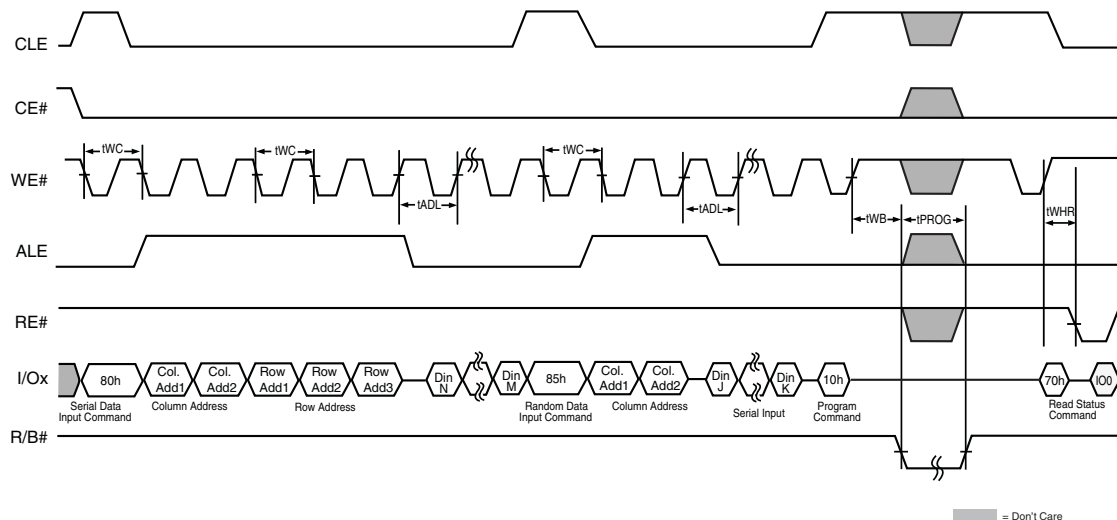 CLE
CE#
tWC
tWC
tWC
WE#
tADL
tADL
tWB
tPROG
tWHR
ALE
RE#
I/Ox
80h
Col.
Add1
Col.
Add2
Row
Add1
Row
Add2
Row
Add3
Din
N
Din
M
85h
Col.
Add1
Col.
Add2
Din
J
Din
K
10h
70h
IO0
Serial Data
Input Command
Column Address
Row Address
Random Data
Input Command
Column Address
Serial Input
Program
Command
Read Status
Command
R/B#
= Don't Care